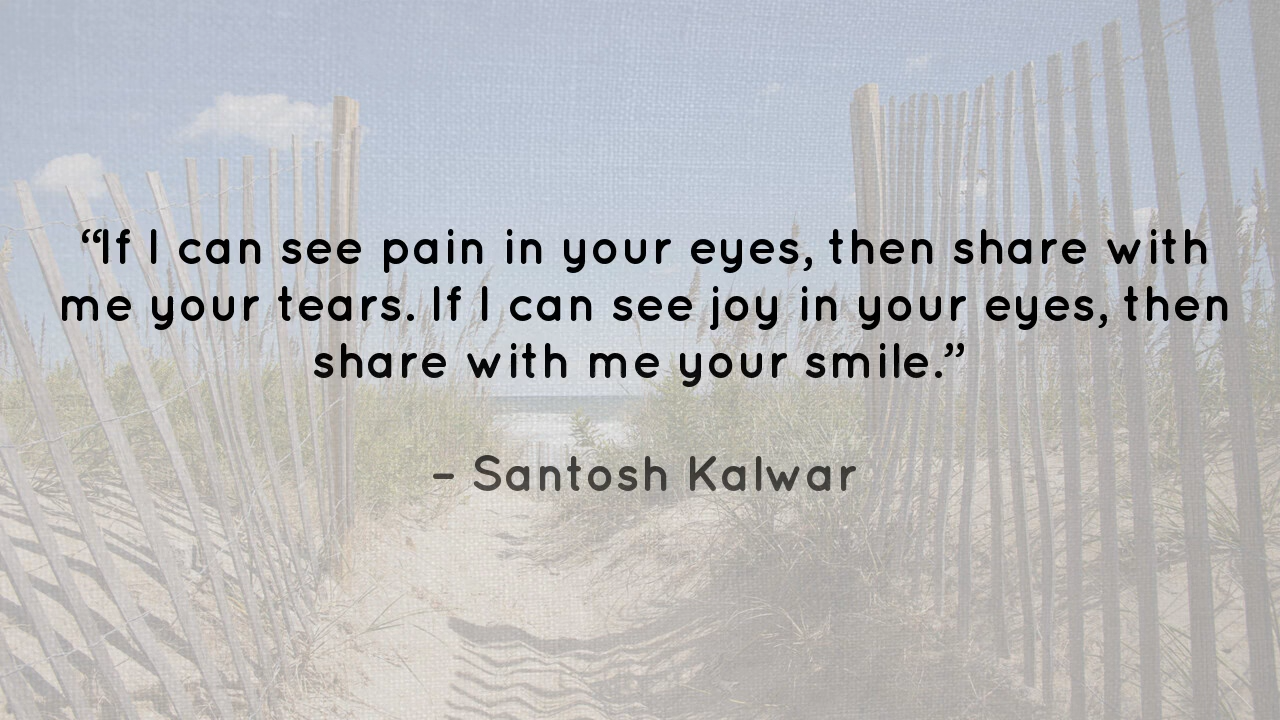 “If I can see pain in your eyes, then share with
me your tears. If I can see joy in your eyes, then
share with me your smile.”
– Santosh Kalwar